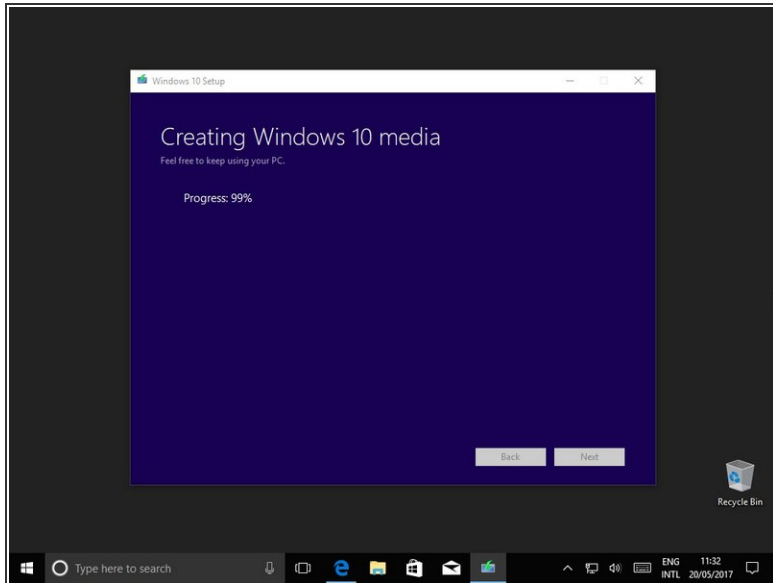 Windows 10 Setup
Creating Windows 10 media
Feel free to keep using your PC.
Progress: 99%
Back
Next
Recycle Bin
Type here to search
ENG
INTL
11:32
20/05/2017